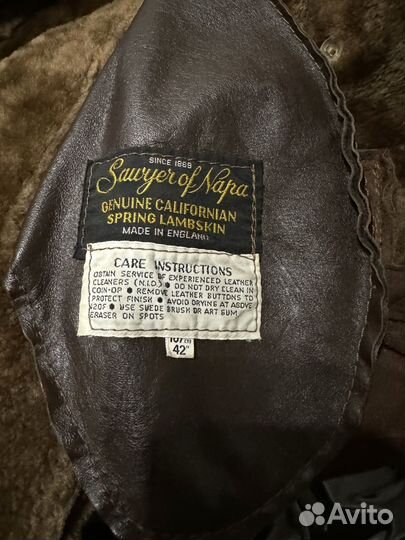 SINCE 1869
Sawyer of Napa
GENUINE CALIFORNIAN
SPRING LAMBSKIN
MADE IN ENGLAND
CARE INSTRUCTIONS
OBTAIN SERVICE OF EXPERIENCED LEATHER
CLEANERS (N.I.D.) • DO NOT DRY CLEAN IN
COIN-OP • REMOVE LEATHER BUTTONS TO
PROTECT FINISH • AVOID DRYING AT ABOVE
120F • USE SUEDE BRUSH OR ART GUM
ERASER ON SPOTS
107cm
42"
Avito